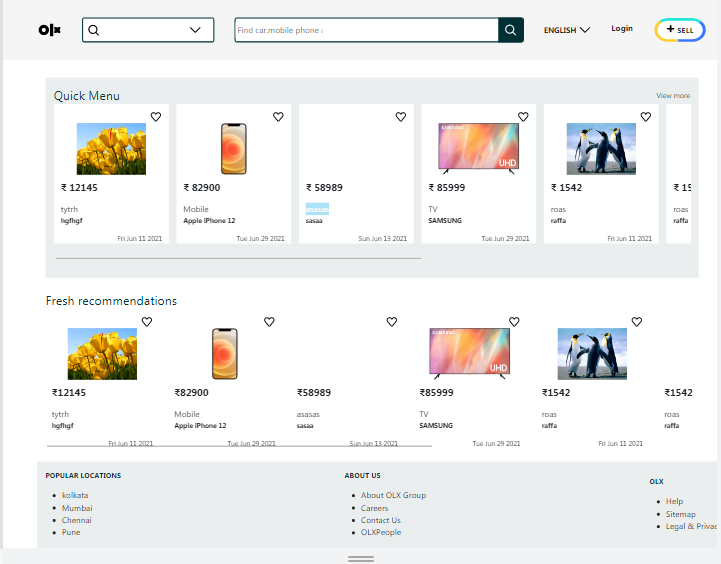 olx
Find car,mobile phone
ENGLISH
Login
+ SELL
Quick Menu
View more
₹ 12145
tytrh
hgfhgf
Fri Jun 11 2021
₹ 82900
Mobile
Apple iPhone 12
Tue Jun 29 2021
₹ 58989
asasas
sasaa
Sun Jun 13 2021
SAMSUNG
UHD
₹ 85999
TV
SAMSUNG
Tue Jun 29 2021
₹ 1542
roas
raffa
Fri Jun 11 2021
₹ 15
roas
raffa
Fresh recommendations
₹12145
tytrh
hgfhgf
Fri Jun 11 2021
₹82900
Mobile
Apple iPhone 12
Tue Jun 29 2021
₹58989
asasas
sasaa
Sun Jun 13 2021
SAMSUNG
UHD
₹85999
TV
SAMSUNG
Tue Jun 29 2021
₹1542
roas
raffa
Fri Jun 11 2021
₹1542
roas
raffa
POPULAR LOCATIONS
kolkata
Mumbai
Chennai
Pune
ABOUT US
About OLX Group
Careers
Contact Us
OLXPeople
OLX
Help
Sitemap
Legal & Privac